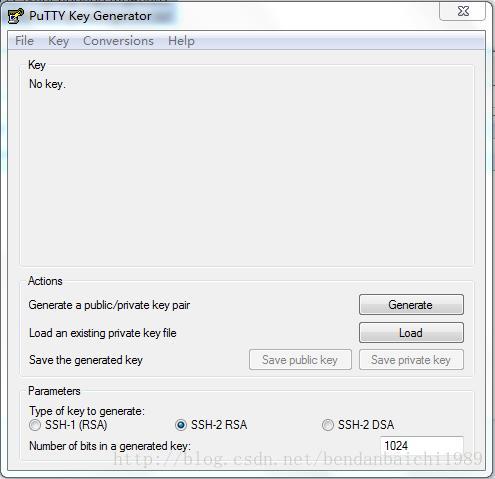 PuTTY Key Generator
File Key Conversions Help
Key
No key.
Actions
Generate a public/private key pair
Generate
Load an existing private key file
Load
Save the generated key
Save public key
Save private key
Parameters
Type of key to generate:
SSH-1 (RSA)
SSH-2 RSA
SSH-2 DSA
Number of bits in a generated key:
1024
http://blog.csdn.net/bendanbaichi1989